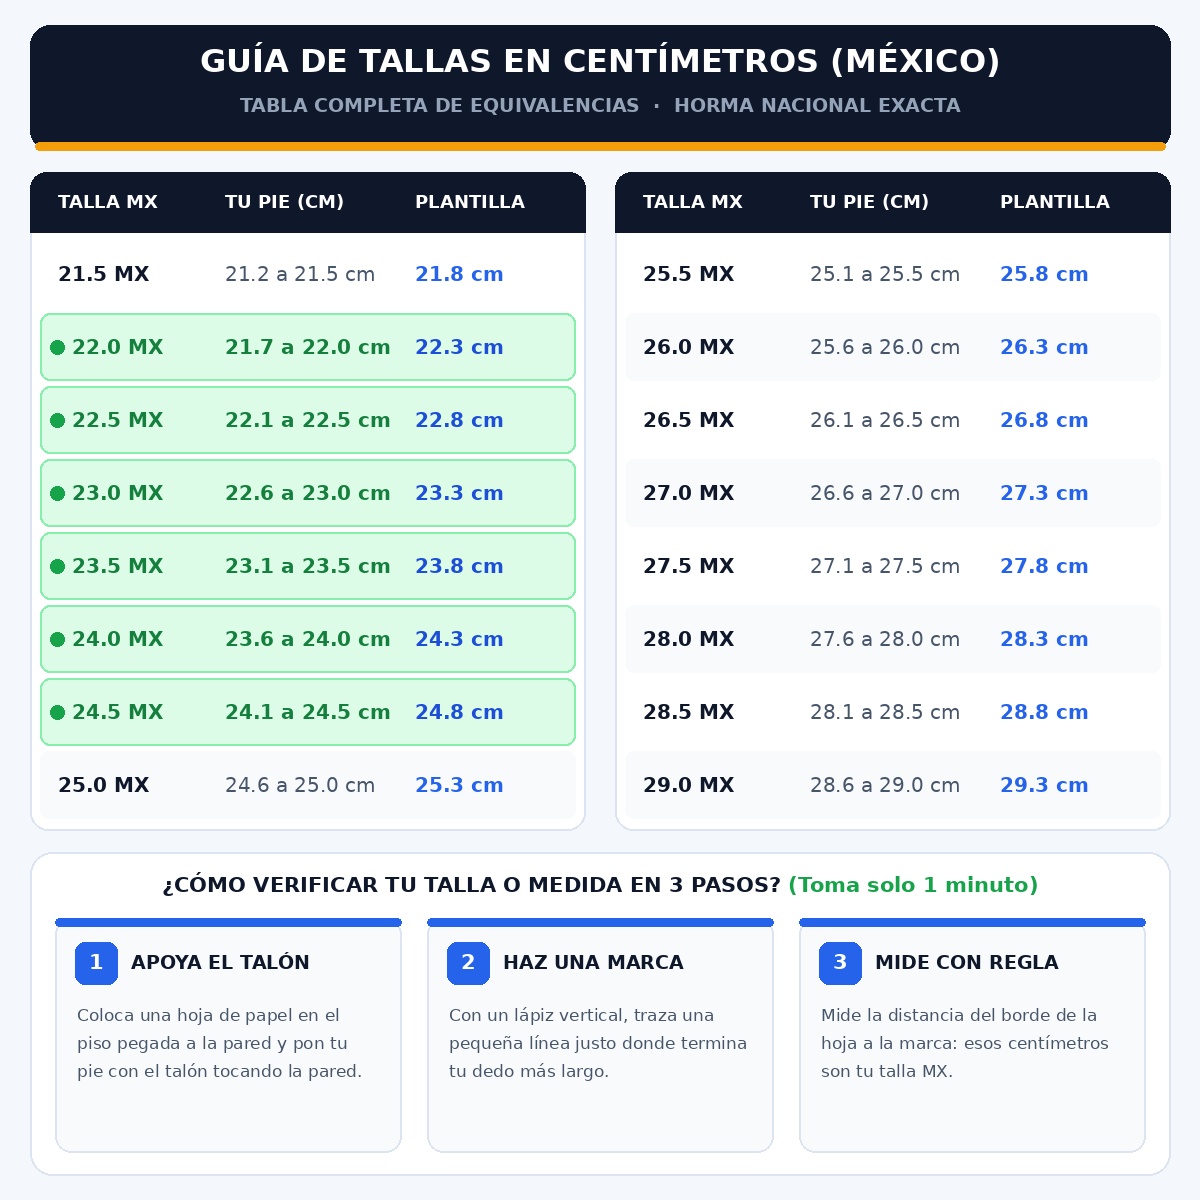 GUÍA DE TALLAS EN CENTÍMETROS (MÉXICO)
TABLA COMPLETA DE EQUIVALENCIAS · HORMA NACIONAL EXACTA
TALLA MX TU PIE (CM) PLANTILLA
21.5 MX 21.2 a 21.5 cm 21.8 cm
22.0 MX 21.7 a 22.0 cm 22.3 cm
22.5 MX 22.1 a 22.5 cm 22.8 cm
23.0 MX 22.6 a 23.0 cm 23.3 cm
23.5 MX 23.1 a 23.5 cm 23.8 cm
24.0 MX 23.6 a 24.0 cm 24.3 cm
24.5 MX 24.1 a 24.5 cm 24.8 cm
25.0 MX 24.6 a 25.0 cm 25.3 cm
TALLA MX TU PIE (CM) PLANTILLA
25.5 MX 25.1 a 25.5 cm 25.8 cm
26.0 MX 25.6 a 26.0 cm 26.3 cm
26.5 MX 26.1 a 26.5 cm 26.8 cm
27.0 MX 26.6 a 27.0 cm 27.3 cm
27.5 MX 27.1 a 27.5 cm 27.8 cm
28.0 MX 27.6 a 28.0 cm 28.3 cm
28.5 MX 28.1 a 28.5 cm 28.8 cm
29.0 MX 28.6 a 29.0 cm 29.3 cm
¿CÓMO VERIFICAR TU TALLA O MEDIDA EN 3 PASOS? (Toma solo 1 minuto)
1 APOYA EL TALÓN
Coloca una hoja de papel en el
piso pegada a la pared y pon tu
pie con el talón tocando la pared.
2 HAZ UNA MARCA
Con un lápiz vertical, traza una
pequeña línea justo donde termina
tu dedo más largo.
3 MIDE CON REGLA
Mide la distancia del borde de la
hoja a la marca: esos centímetros
son tu talla MX.